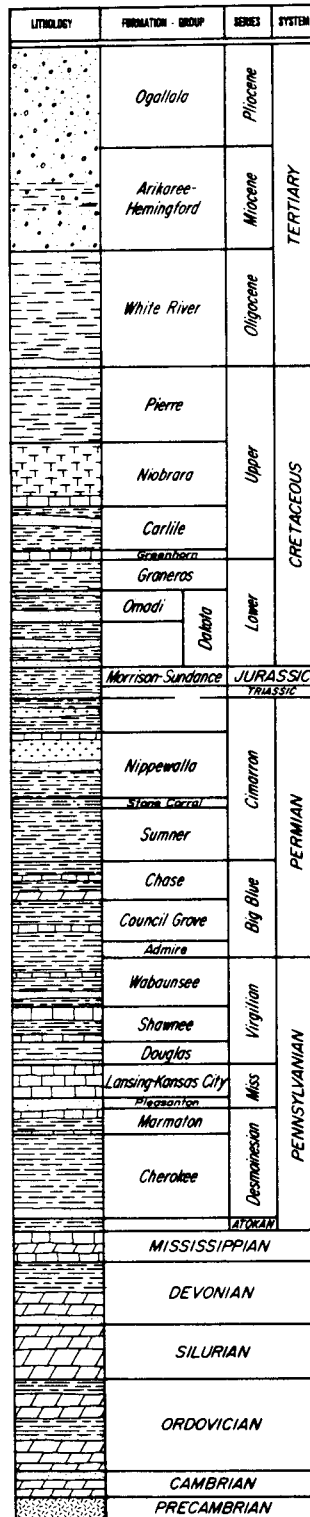 LITHOLOGY FORMATION - GROUP SERIES SYSTEM
Ogallala
Pliocene
Arikaree-
Hemingford
Miocene
TERTIARY
White River
Oligocene
Pierre
Niobrara
Upper
Carlile
CRETACEOUS
Greenhorn
Graneros
Omadi
Dakota
Lower
Morrison-Sundance JURASSIC
TRIASSIC
Nippewalla
Cimarron
Stone Corral
Sumner
PERMIAN
Chase
Big Blue
Council Grove
Admire
Wabaunsee
Virgilian
Shawnee
Douglas
Lansing-Kansas City
Miss
PENNSYLVANIAN
Pleasanton
Marmaton
Desmoinesian
Cherokee
ATOKAN
MISSISSIPPIAN
DEVONIAN
SILURIAN
ORDOVICIAN
CAMBRIAN
PRECAMBRIAN